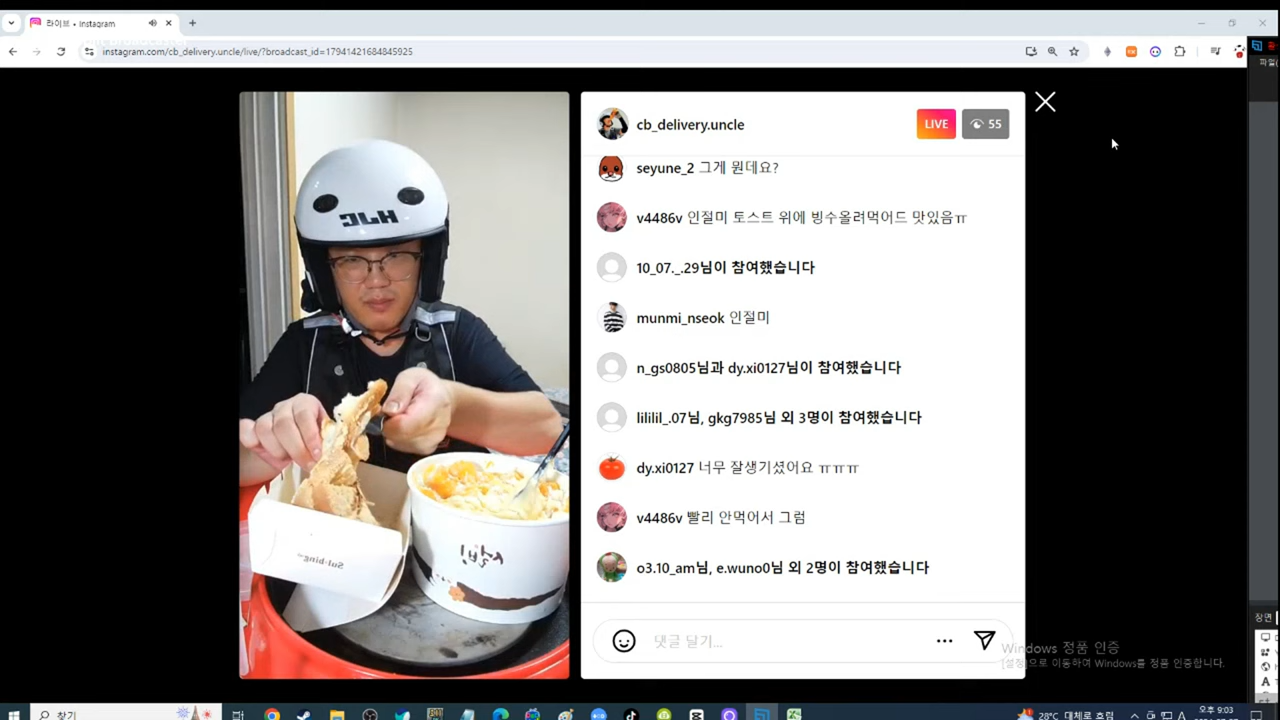 라이브 • Instagram
instagram.com/cb_delivery.uncle/live/?broadcast_id=17941421684845925
파일(
cb_delivery.uncle
LIVE
55
seyune_2 그게 뭔데요?
v4486v 인절미 토스트 위에 빙수올려먹어드 맛있음ㅠ
10_07._.29님이 참여했습니다
munmi_nseok 인절미
n_gs0805님과 dy.xi0127님이 참여했습니다
lililil_.07님, gkg7985님 외 3명이 참여했습니다
dy.xi0127 너무 잘생기셨어요 ㅠㅠㅠ
v4486v 빨리 안먹어서 그럼
o3.10_am님, e.wuno0님 외 2명이 참여했습니다
댓글 달기...
Sul-bing
설빙
HJC
장면
Windows 정품 인증
[설정]으로 이동하여 Windows를 정품 인증합니다.
찾기
28°C 대체로 흐림
오후 9:03